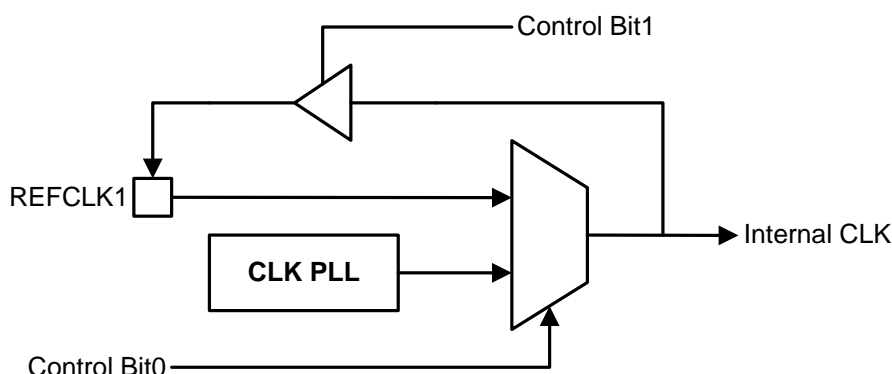 Control Bit1
REFCLK1
Internal CLK
CLK PLL
Control Bit0